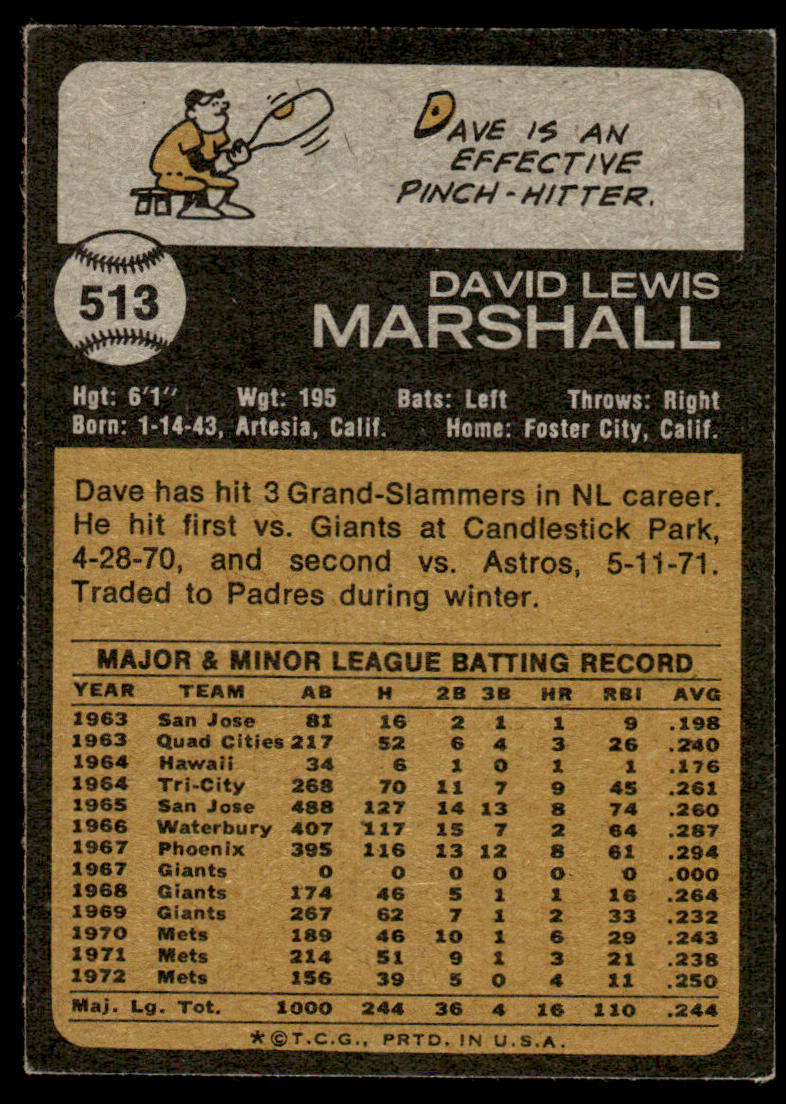 DAVE IS AN
EFFECTIVE
PINCH-HITTER.
513
DAVID LEWIS
MARSHALL
Hgt: 6'1" Wgt: 195 Bats: Left Throws: Right
Born: 1-14-43, Artesia, Calif. Home: Foster City, Calif.
Dave has hit 3 Grand-Slammers in NL career.
He hit first vs. Giants at Candlestick Park,
4-28-70, and second vs. Astros, 5-11-71.
Traded to Padres during winter.
MAJOR & MINOR LEAGUE BATTING RECORD
YEAR TEAM AB H 2B 3B HR RBI AVG
1963 San Jose 81 16 2 1 1 9 .198
1963 Quad Cities 217 52 6 4 3 26 .240
1964 Hawaii 34 6 1 0 1 1 .176
1964 Tri-City 268 70 11 7 9 45 .261
1965 San Jose 488 127 14 13 8 74 .260
1966 Waterbury 407 117 15 7 2 64 .287
1967 Phoenix 395 116 13 12 8 61 .294
1967 Giants 0 0 0 0 0 0 .000
1968 Giants 174 46 5 1 1 16 .264
1969 Giants 267 62 7 1 2 33 .232
1970 Mets 189 46 10 1 6 29 .243
1971 Mets 214 51 9 1 3 21 .238
1972 Mets 156 39 5 0 4 11 .250
Maj. Lg. Tot. 1000 244 36 4 16 110 .244
*©T.C.G., PRTD. IN U.S.A.